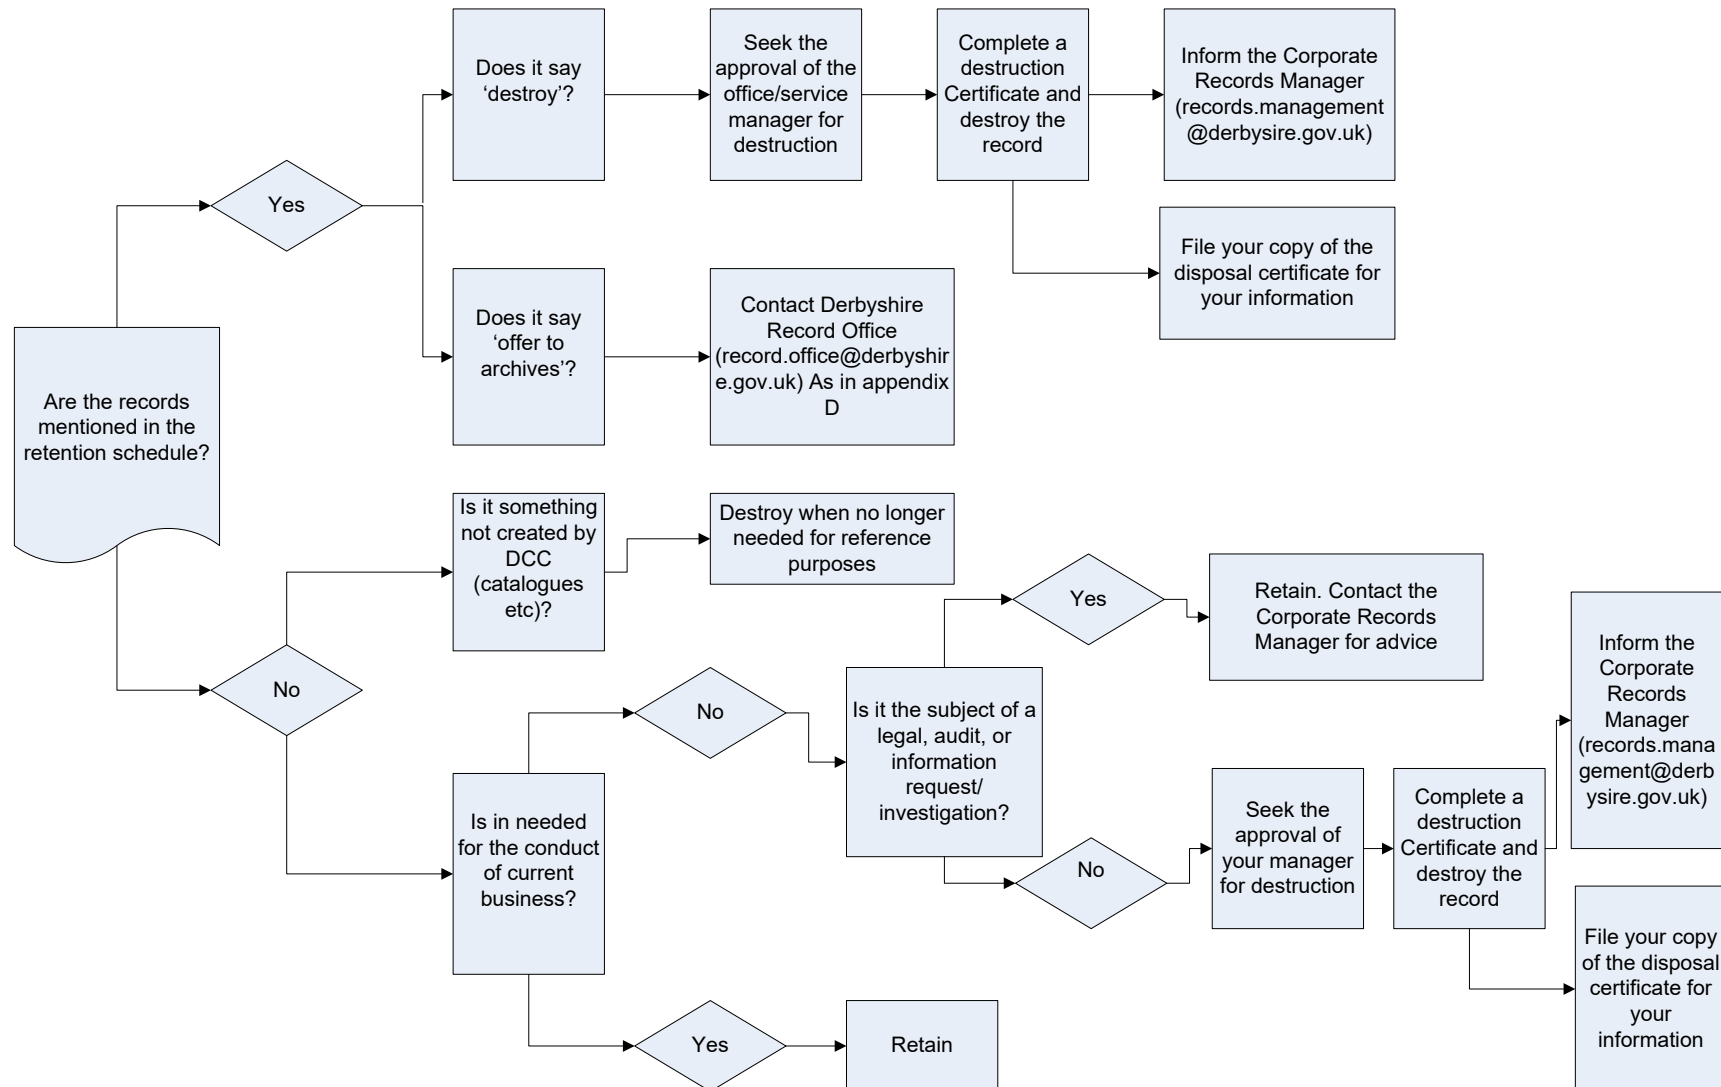 Does it say
‘destroy’?
Seek the
approval of the
office/service
manager for
destruction
Complete a
destruction
Certificate and
destroy the
record
Inform the Corporate
Records Manager
(records.management
@derbysire.gov.uk)
Yes
File your copy of the
disposal certificate for
your information
Does it say
‘offer to
archives’?
Contact Derbyshire
Record Office
(record.office@derbyshir
e.gov.uk) As in appendix
D
Are the records
mentioned in the
retention schedule?
Is it something
not created by
DCC
(catalogues
etc)?
Destroy when no longer
needed for reference
purposes
Yes
Retain. Contact the
Corporate Records
Manager for advice
No
No
Is it the subject of a
legal, audit, or
information
request/
investigation?
Inform the
Corporate
Records
Manager
(records.mana
gement@derb
ysire.gov.uk)
Is in needed
for the conduct
of current
business?
No
Seek the
approval of
your manager
for destruction
Complete a
destruction
Certificate and
destroy the
record
File your copy
of the disposal
certificate for
your
information
Yes
Retain